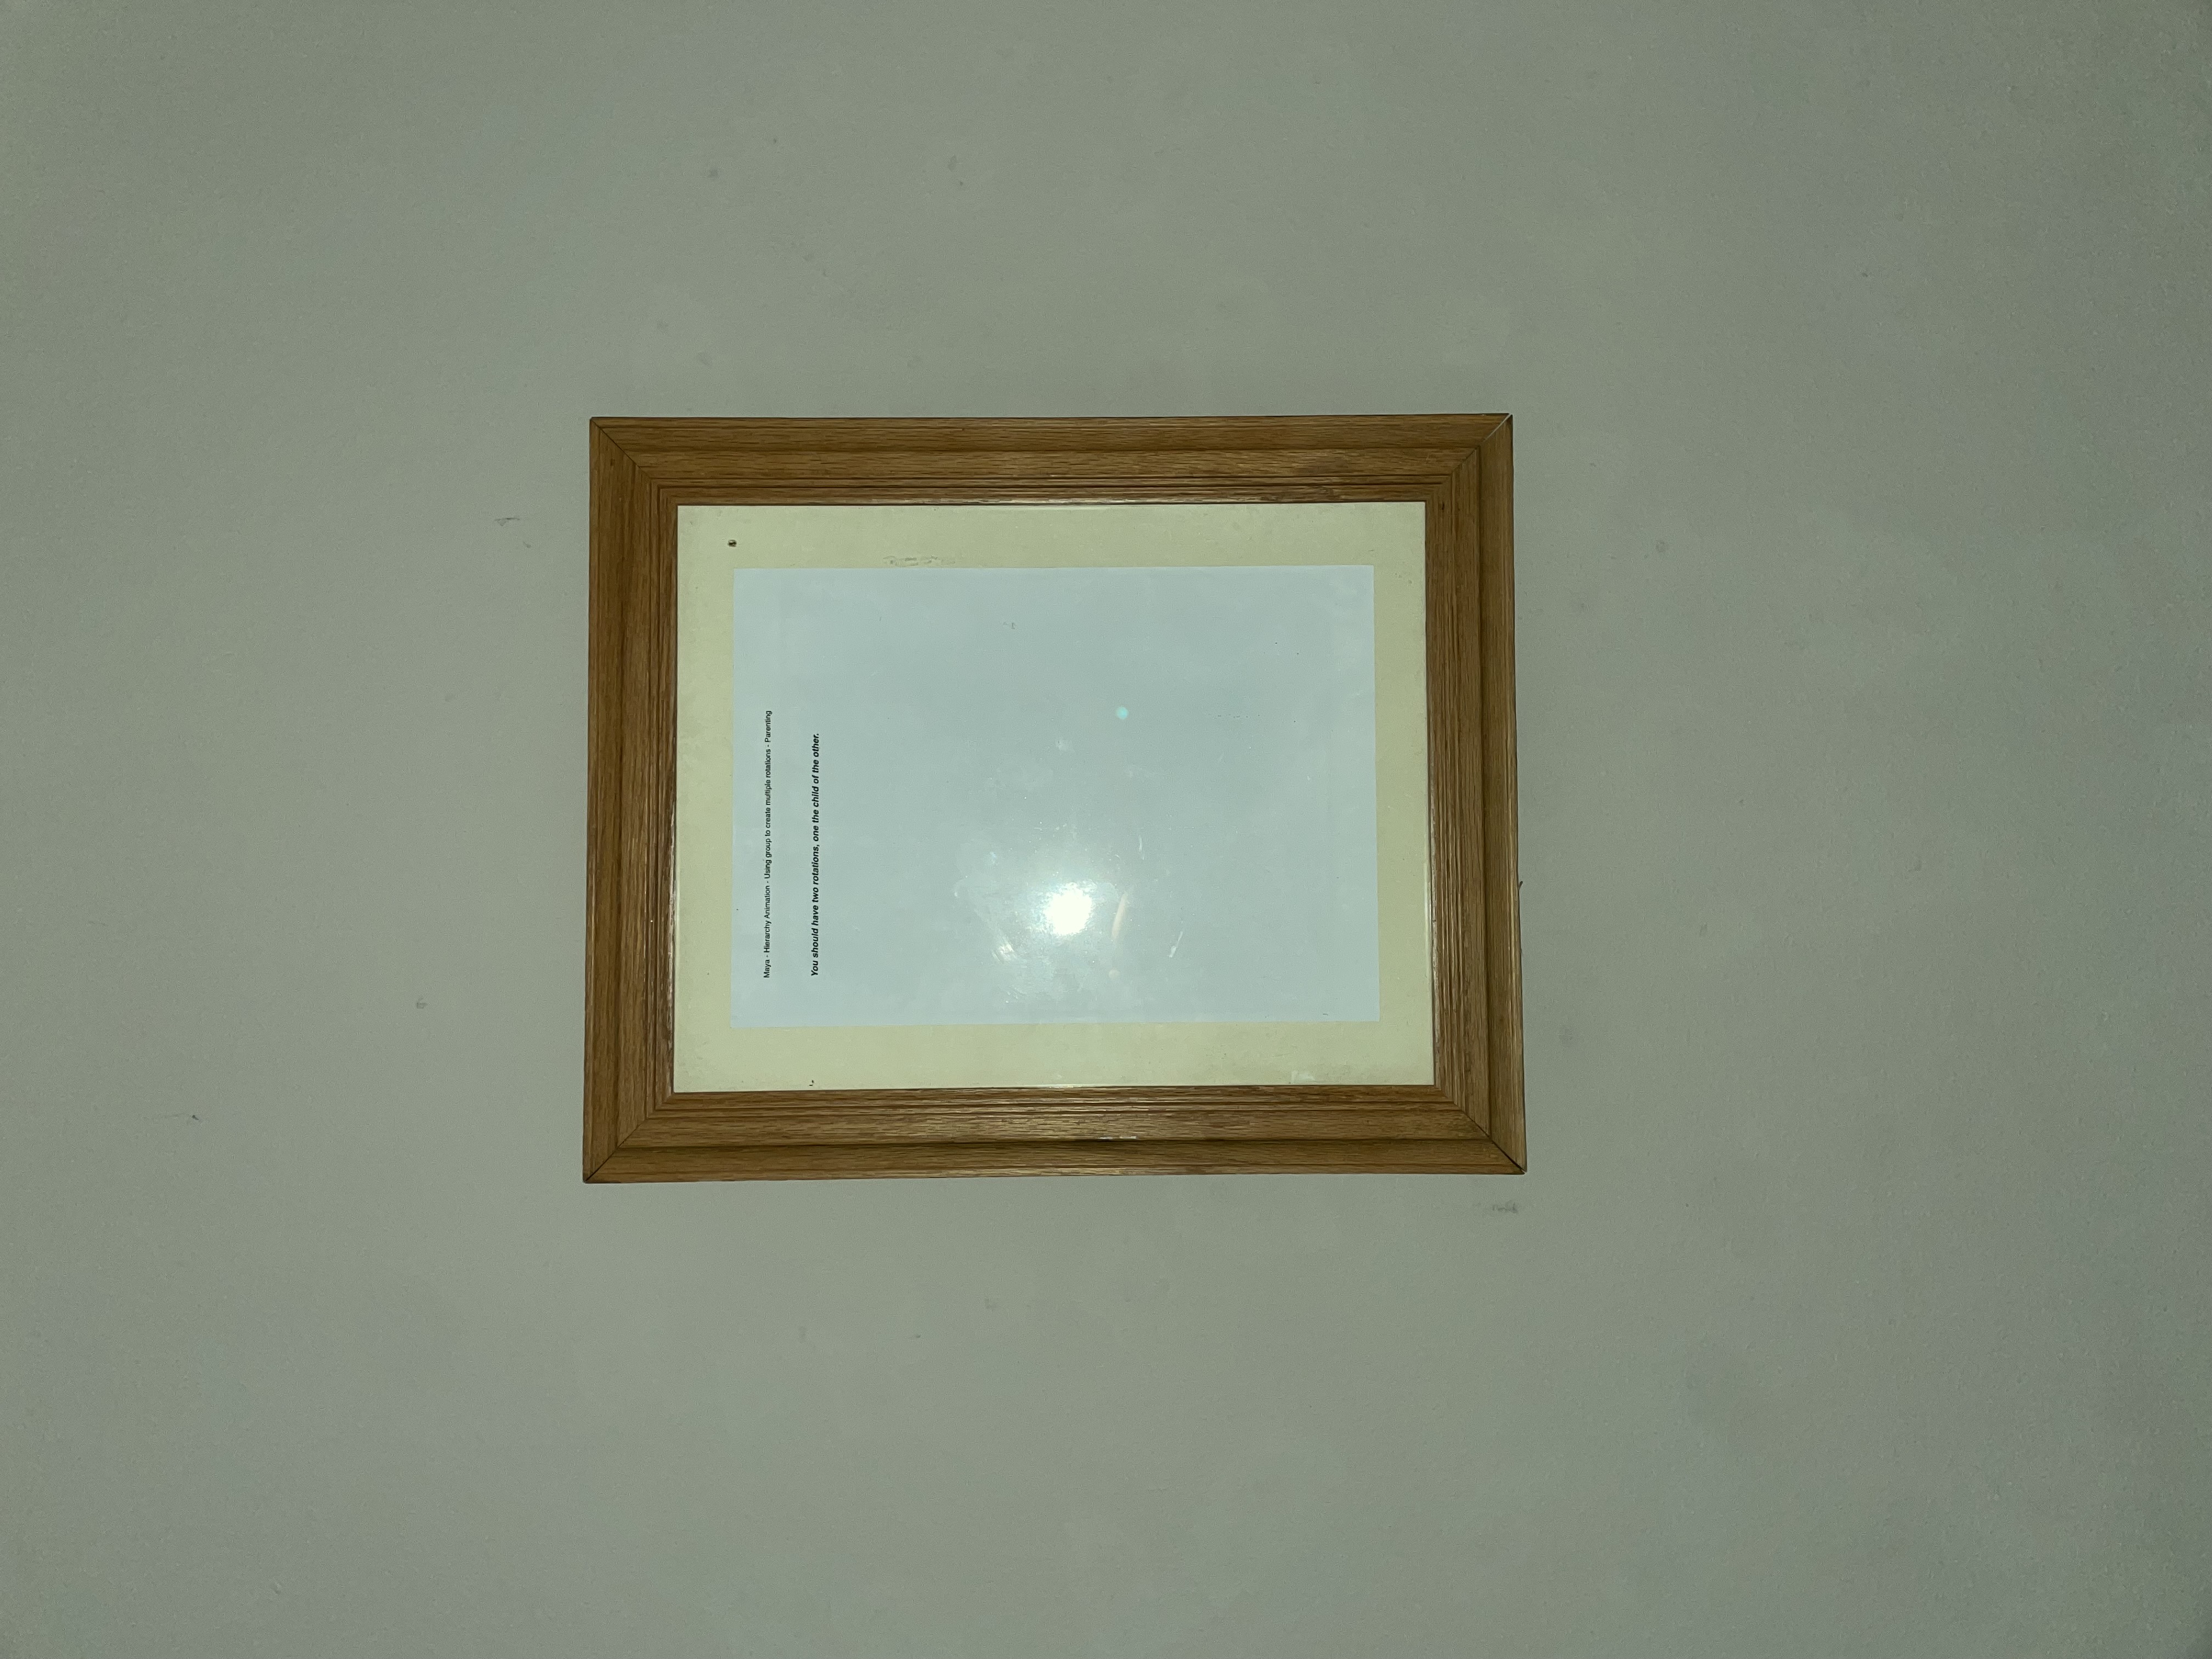 Maya - Hierarchy Animation - Using group to create multiple rotations - Parenting
You should have two rotations, one the child of the other.